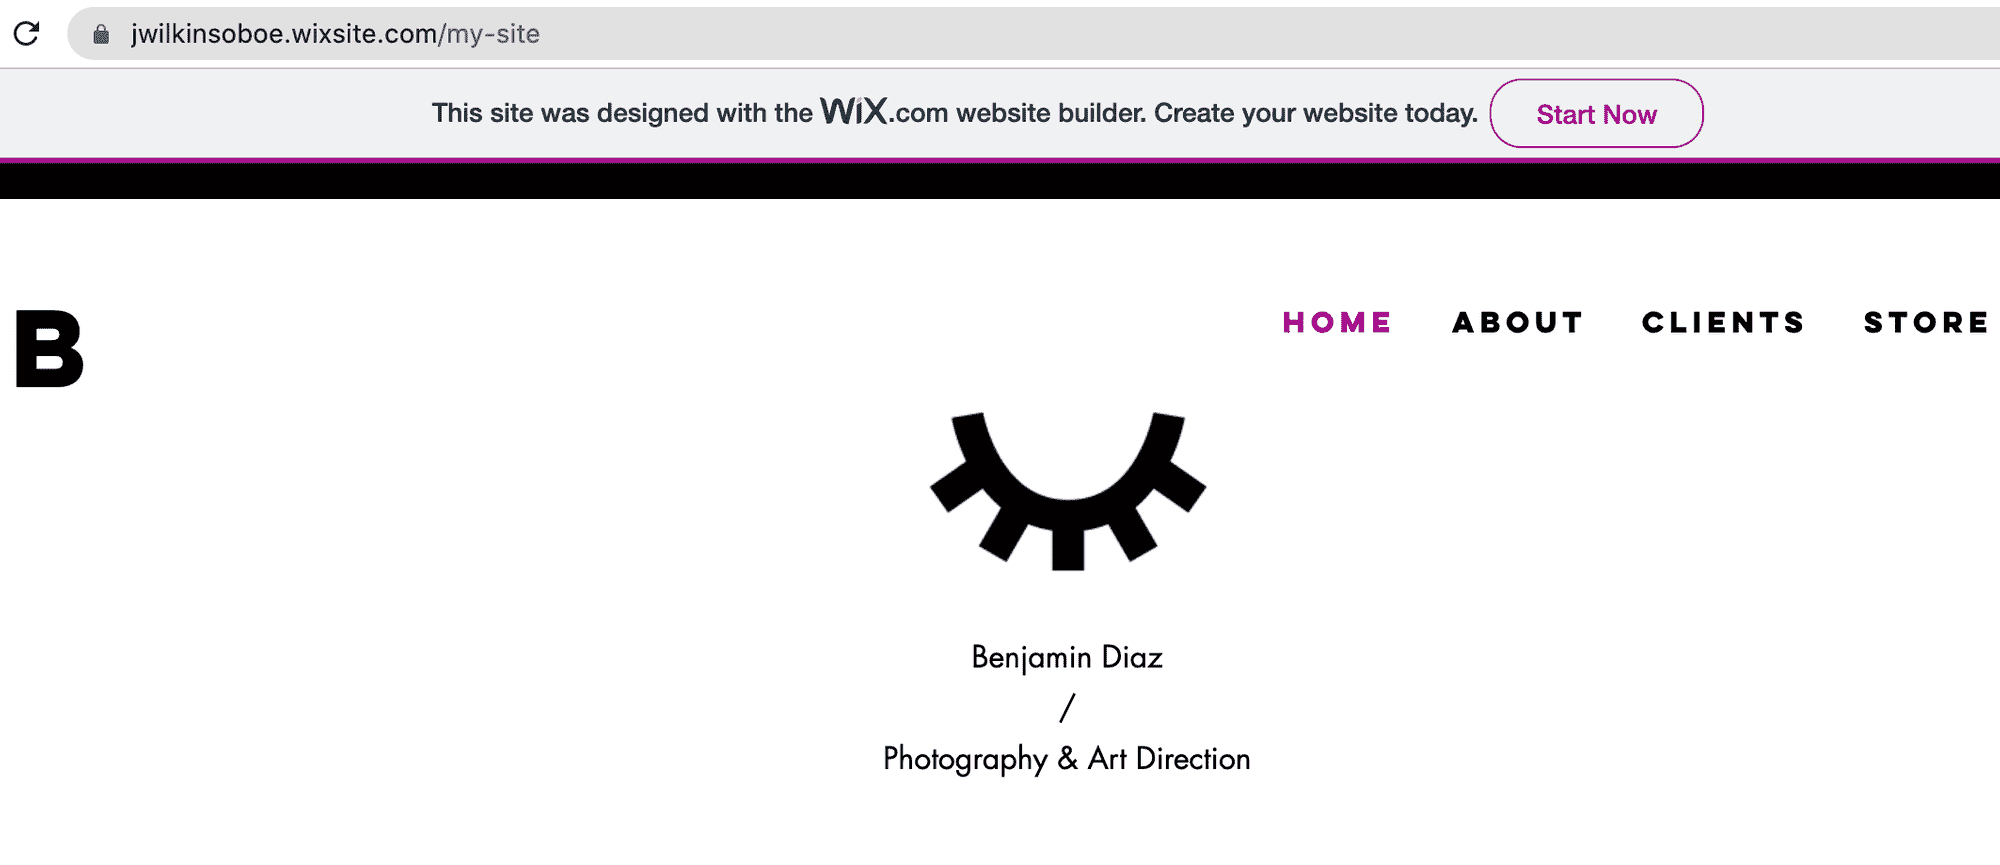 jwilkinsoboe.wixsite.com/my-site
This site was designed with the WiX.com website builder. Create your website today. Start Now
B
HOME ABOUT CLIENTS STORE
Benjamin Diaz
/
Photography & Art Direction